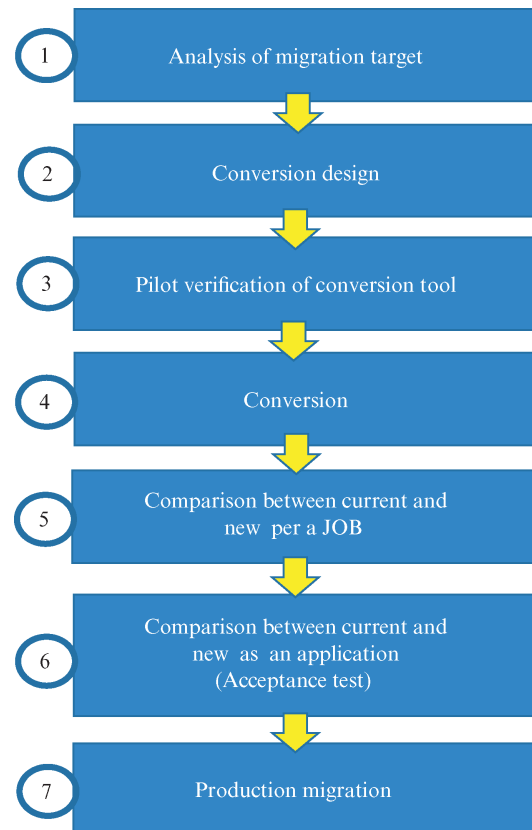 1
Analysis of migration target
2
Conversion design
3
Pilot verification of conversion tool
4
Conversion
5
Comparison between current and
new per a JOB
6
Comparison between current and
new as an application
(Acceptance test)
7
Production migration